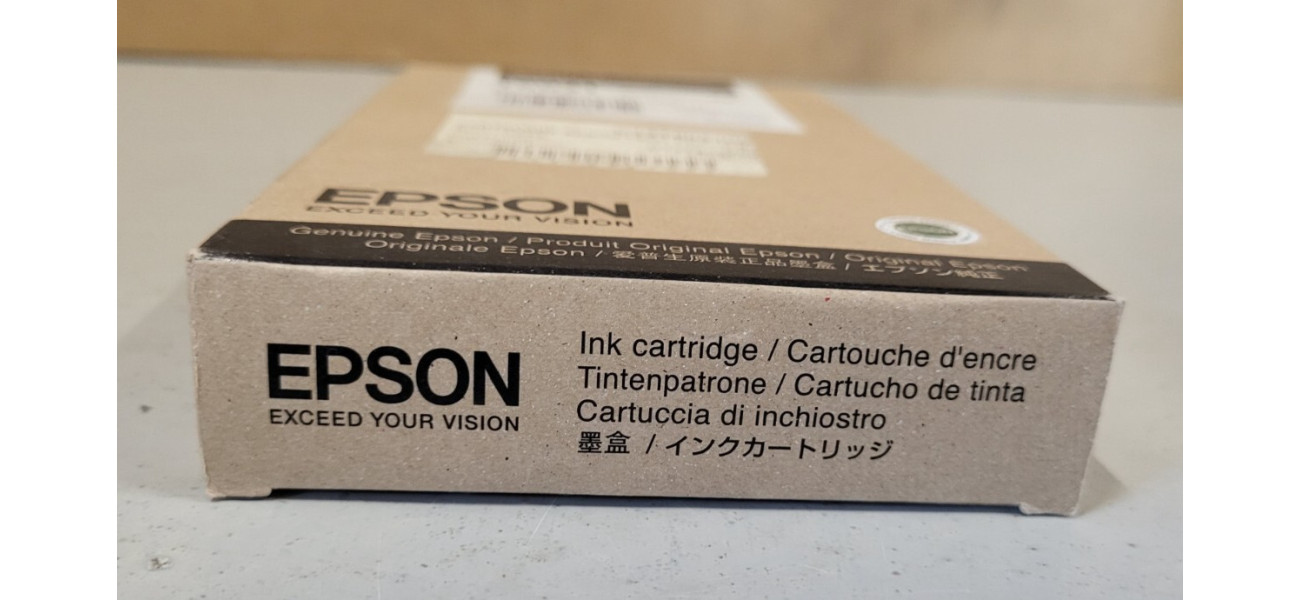 EPSON
EXCEED YOUR VISION
Genuine Epson / Produit Original Epson / Original Epson
Originale Epson / 爱普生原装正品墨盒 / エプソン純正
EPSON
EXCEED YOUR VISION
Ink cartridge / Cartouche d'encre
Tintenpatrone / Cartucho de tinta
Cartuccia di inchiostro
墨盒 / インクカートリッジ